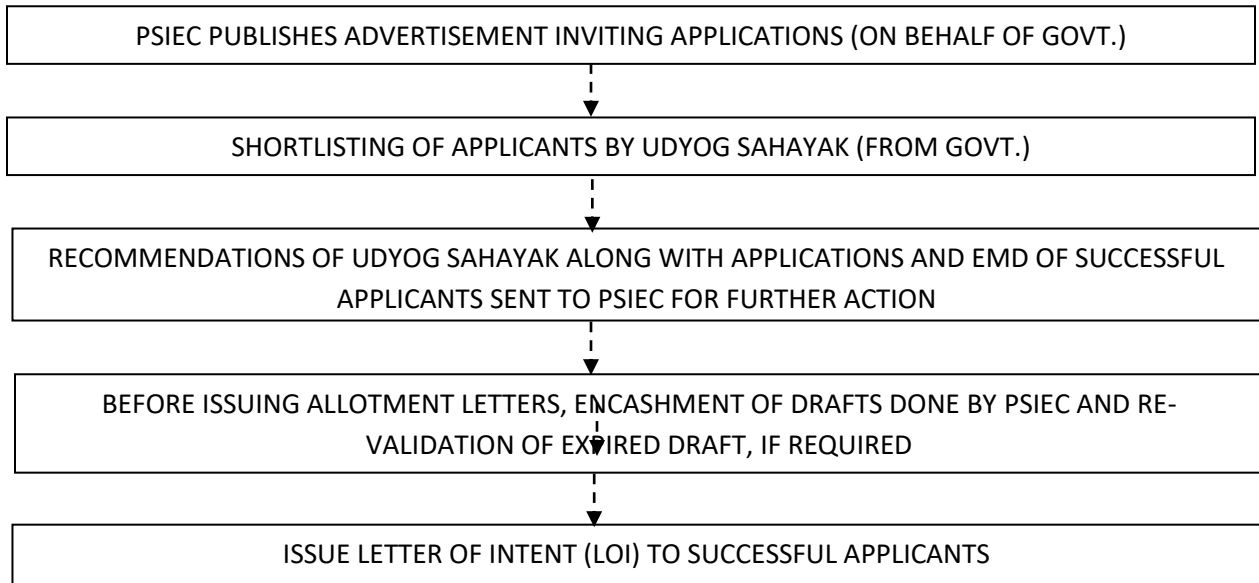 PSIEC PUBLISHES ADVERTISEMENT INVITING APPLICATIONS (ON BEHALF OF GOVT.)
SHORTLISTING OF APPLICANTS BY UDYOG SAHAYAK (FROM GOVT.)
RECOMMENDATIONS OF UDYOG SAHAYAK ALONG WITH APPLICATIONS AND EMD OF SUCCESSFUL
APPLICANTS SENT TO PSIEC FOR FURTHER ACTION
BEFORE ISSUING ALLOTMENT LETTERS, ENCASHMENT OF DRAFTS DONE BY PSIEC AND RE-
VALIDATION OF EXPIRED DRAFT, IF REQUIRED
ISSUE LETTER OF INTENT (LOI) TO SUCCESSFUL APPLICANTS